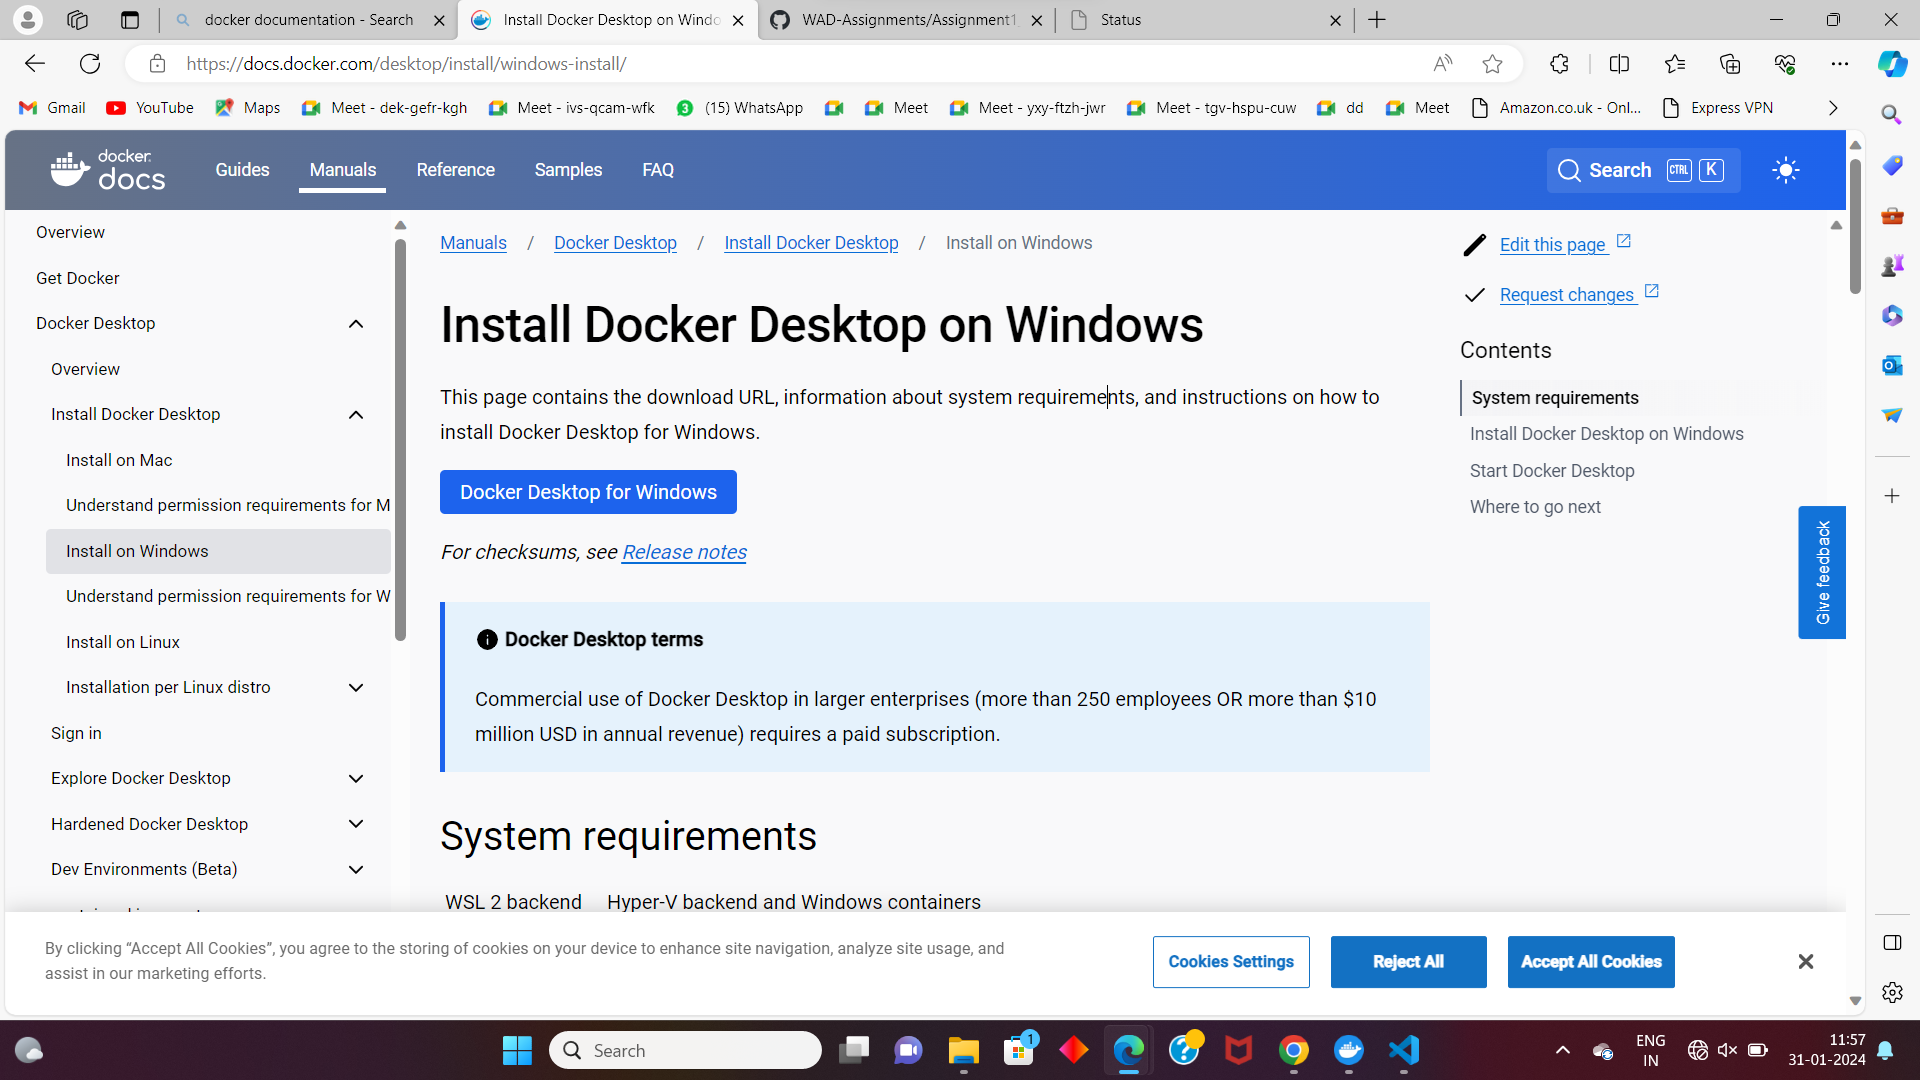 docker documentation - Search
Install Docker Desktop on Windo
WAD-Assignments/Assignment1
Status
https://docs.docker.com/desktop/install/windows-install/
Gmail
YouTube
Maps
Meet - dek-gefr-kgh
Meet - ivs-qcam-wfk
(15) WhatsApp
Meet
Meet - yxy-ftzh-jwr
Meet - tgv-hspu-cuw
dd
Meet
Amazon.co.uk - Onl...
Express VPN
docker
docs
Guides
Manuals
Reference
Samples
FAQ
Search CTRL K
Overview
Get Docker
Docker Desktop
Overview
Install Docker Desktop
Install on Mac
Understand permission requirements for M
Install on Windows
Understand permission requirements for W
Install on Linux
Installation per Linux distro
Sign in
Explore Docker Desktop
Hardened Docker Desktop
Dev Environments (Beta)
Manuals / Docker Desktop / Install Docker Desktop / Install on Windows
Install Docker Desktop on Windows
This page contains the download URL, information about system requirements, and instructions on how to
install Docker Desktop for Windows.
Docker Desktop for Windows
For checksums, see Release notes
Docker Desktop terms
Commercial use of Docker Desktop in larger enterprises (more than 250 employees OR more than $10
million USD in annual revenue) requires a paid subscription.
System requirements
WSL 2 backend
Hyper-V backend and Windows containers
Edit this page
Request changes
Contents
System requirements
Install Docker Desktop on Windows
Start Docker Desktop
Where to go next
Give feedback
By clicking “Accept All Cookies”, you agree to the storing of cookies on your device to enhance site navigation, analyze site usage, and
assist in our marketing efforts.
Cookies Settings
Reject All
Accept All Cookies
Search
1
ENG
IN
11:57
31-01-2024